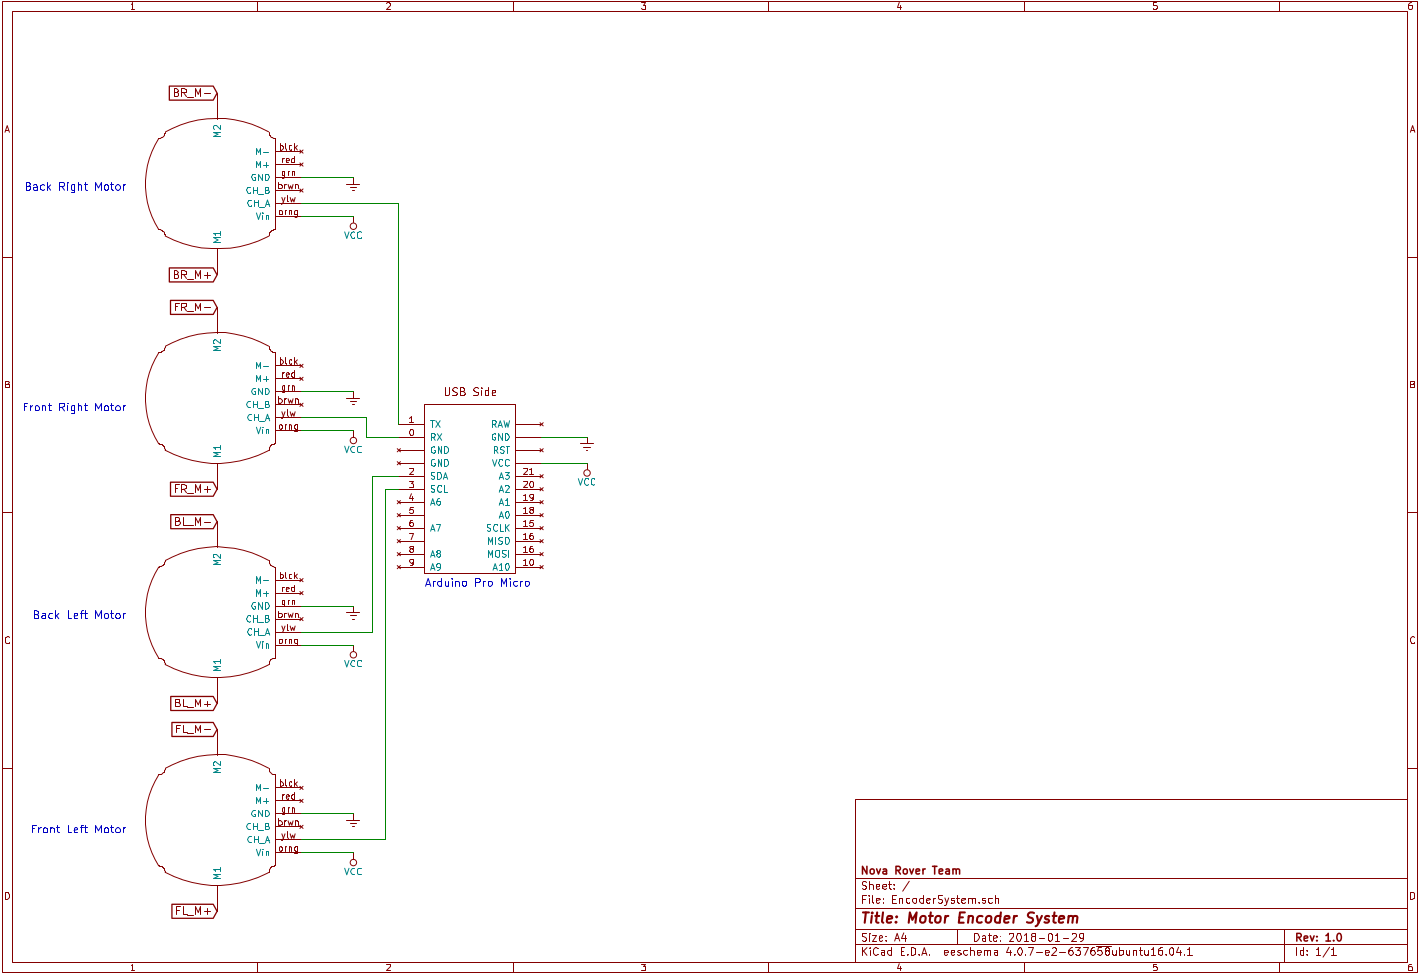 1 2 3 4 5 6
A A
B B
C C
D D
1 2 3 4 5 6
BR_M-
M2
Back Right Motor
M- blck
M+ red
GND grn
CH_B brwn
CH_A ylw
Vin orng
VCC
M1
BR_M+
FR_M-
M2
Front Right Motor
M- blck
M+ red
GND grn
CH_B brwn
CH_A ylw
Vin orng
VCC
M1
FR_M+
BL_M-
M2
Back Left Motor
M- blck
M+ red
GND grn
CH_B brwn
CH_A ylw
Vin orng
VCC
M1
BL_M+
FL_M-
M2
Front Left Motor
M- blck
M+ red
GND grn
CH_B brwn
CH_A ylw
Vin orng
VCC
M1
FL_M+
USB Side
1 TX RAW
0 RX GND
GND RST
GND VCC
2 SDA A3 21
3 SCL A2 20
4 A6 A1 19
5 A0 18
6 A7 SCLK 15
7 MISO 16
8 A8 MOSI 16
9 A9 A10 10
VCC
Arduino Pro Micro
Nova Rover Team
Sheet: /
File: EncoderSystem.sch
Title: Motor Encoder System
Size: A4 Date: 2018-01-29 Rev: 1.0
KiCad E.D.A. eeschema 4.0.7-e2-637658ubuntu16.04.1 Id: 1/1